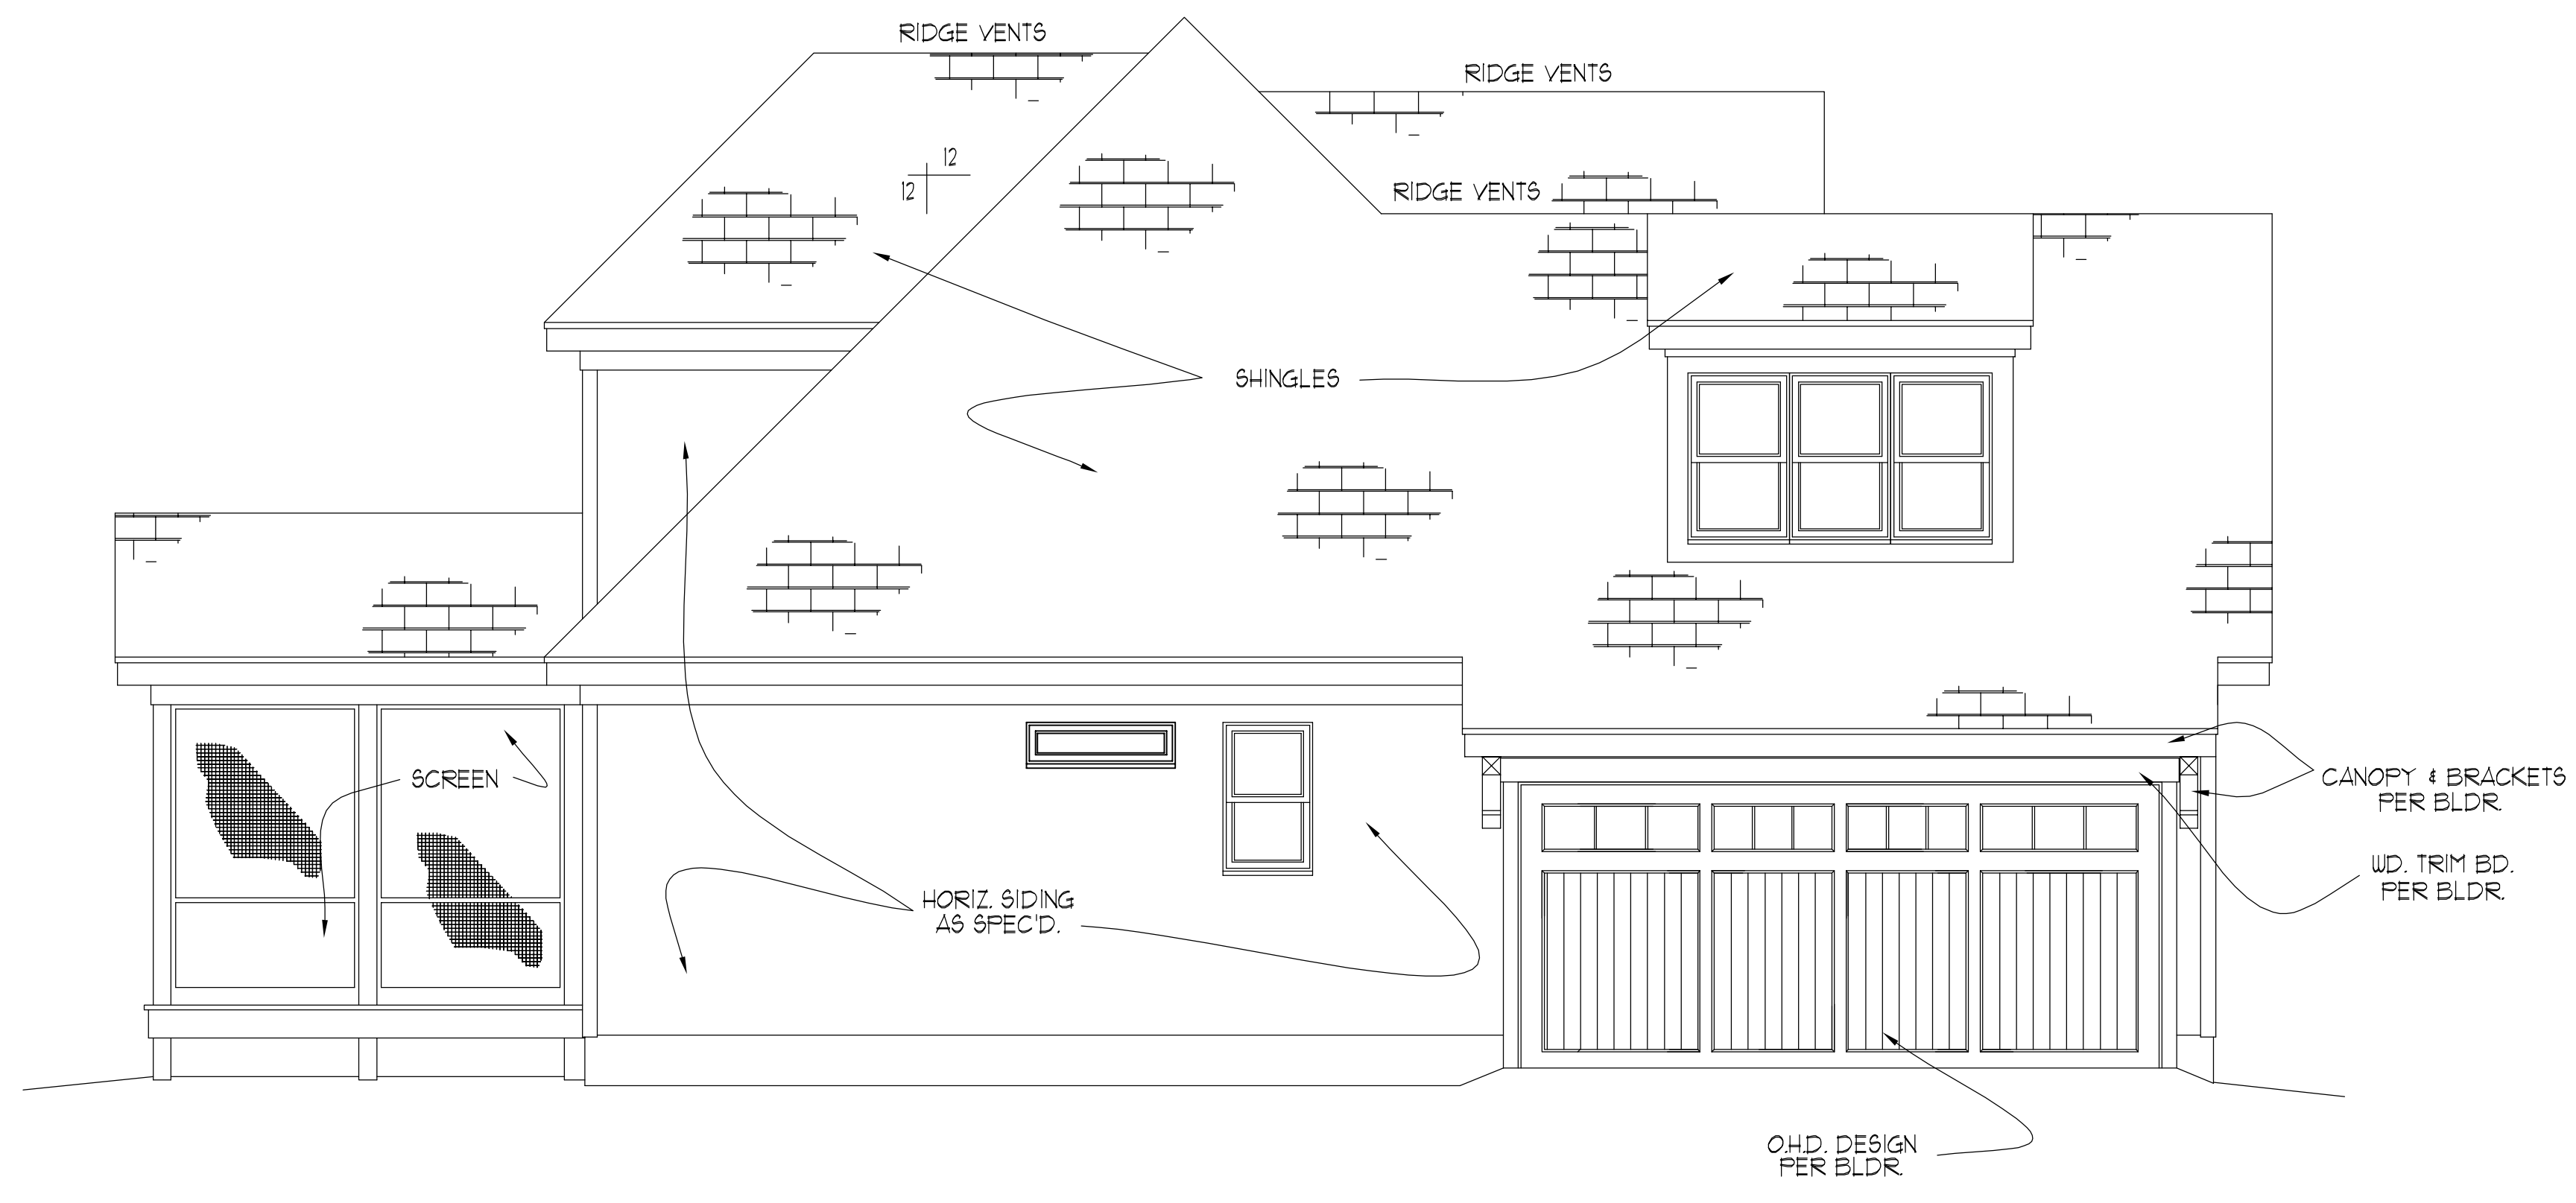 RIDGE VENTS
RIDGE VENTS
12
12
RIDGE VENTS
SHINGLES
SCREEN
CANOPY & BRACKETS
PER BLDR.
WD. TRIM BD.
PER BLDR.
HORIZ. SIDING
AS SPEC'D.
O.H.D. DESIGN
PER BLDR.